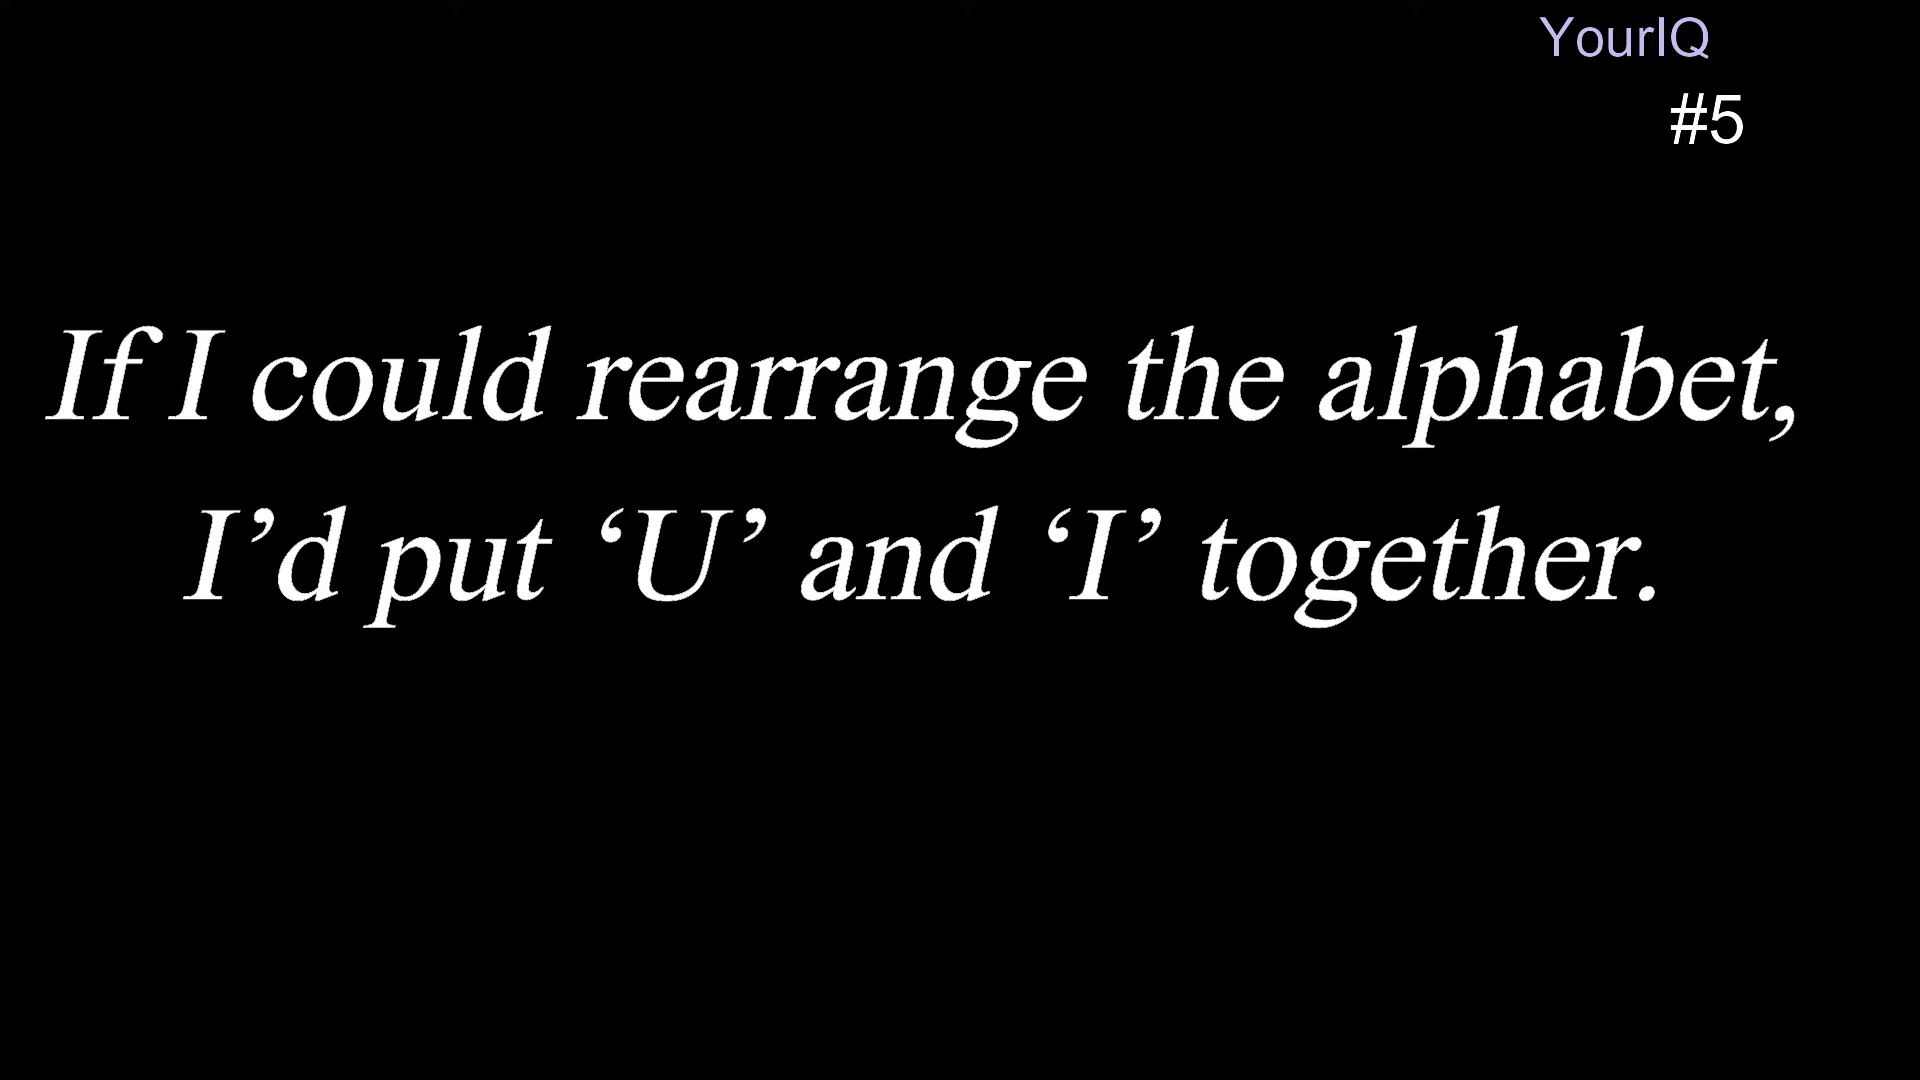 YourIQ
#5
If I could rearrange the alphabet,
I’d put ‘U’ and ‘I’ together.